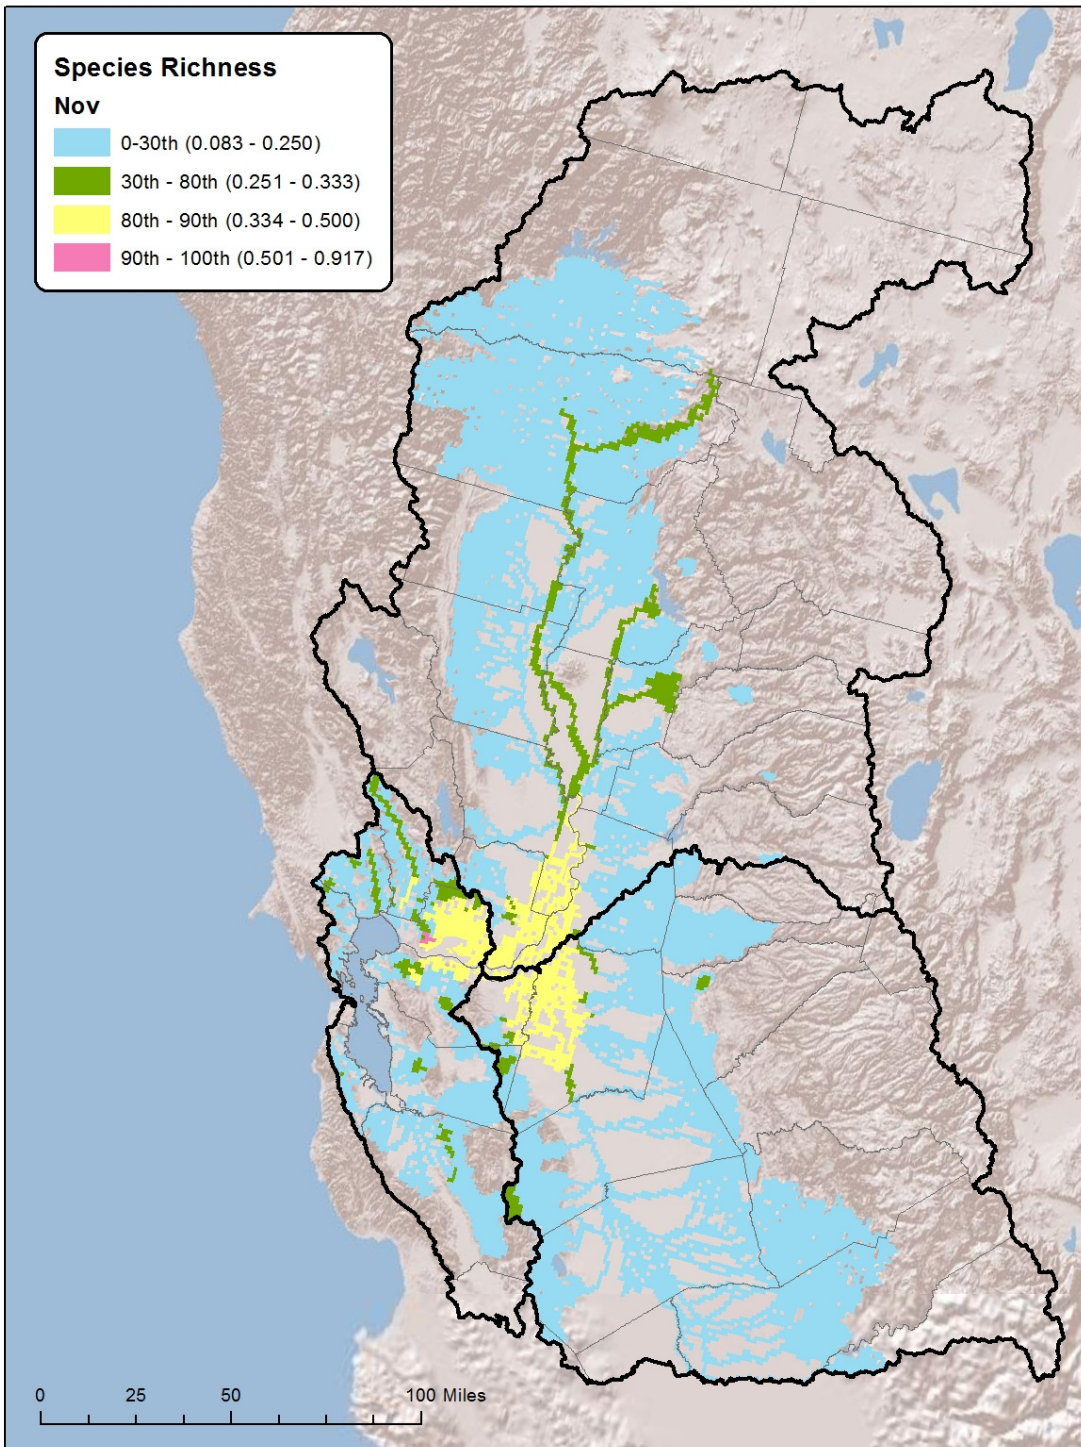 Species Richness
Nov
0-30th (0.083 - 0.250)
30th - 80th (0.251 - 0.333)
80th - 90th (0.334 - 0.500)
90th - 100th (0.501 - 0.917)
0 25 50 100 Miles